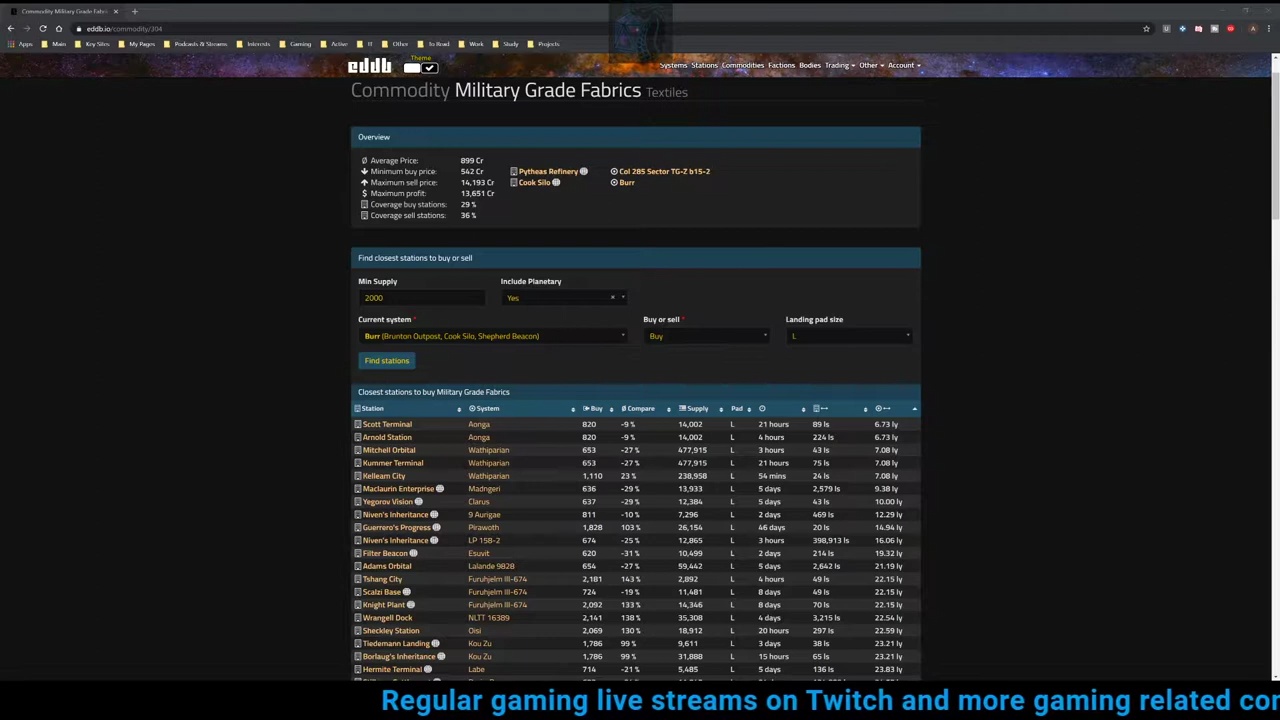 Commodity Military Grade Fabrics
eddb.io/commodity/304
Apps Main Key Sites My Pages Podcasts & Streams Interests Gaming Active IT Other To Read Work Study Projects
eddb Theme Systems Stations Commodities Factions Bodies Trading Other Account
Commodity Military Grade Fabrics Textiles
Overview
Average Price: 899 Cr
Minimum buy price: 542 Cr Pytheas Refinery Col 285 Sector TG-Z b15-2
Maximum sell price: 14,193 Cr Cook Silo Burr
Maximum profit: 13,651 Cr
Coverage buy stations: 29 %
Coverage sell stations: 36 %
Find closest stations to buy or sell
Min Supply Include Planetary
2000 Yes ×
Current system * Buy or sell * Landing pad size
Burr (Brunton Outpost, Cook Silo, Shepherd Beacon) Buy L
Find stations
Closest stations to buy Military Grade Fabrics
Station System Buy Compare Supply Pad
Scott Terminal Aonga 820 -9 % 14,002 L 21 hours 89 ls 6.73 ly
Arnold Station Aonga 820 -9 % 14,002 L 4 hours 224 ls 6.73 ly
Mitchell Orbital Wathiparian 653 -27 % 477,915 L 3 hours 43 ls 7.08 ly
Kummer Terminal Wathiparian 653 -27 % 477,915 L 21 hours 75 ls 7.08 ly
Kelleam City Wathiparian 1,110 23 % 238,958 L 54 mins 24 ls 7.08 ly
Maclaurin Enterprise Madngeri 636 -29 % 13,933 L 5 days 2,579 ls 9.38 ly
Yegorov Vision Clarus 637 -29 % 12,384 L 5 days 43 ls 10.00 ly
Niven's Inheritance 9 Aurigae 811 -10 % 7,296 L 2 days 469 ls 12.29 ly
Guerrero's Progress Pirawoth 1,828 103 % 26,154 L 46 days 20 ls 14.94 ly
Niven's Inheritance LP 158-2 674 -25 % 12,865 L 3 hours 398,913 ls 16.06 ly
Filter Beacon Esuvit 620 -31 % 10,499 L 2 days 214 ls 19.32 ly
Adams Orbital Lalande 9828 654 -27 % 59,442 L 5 days 2,642 ls 21.19 ly
Tshang City Furuhjelm III-674 2,181 143 % 2,892 L 4 hours 49 ls 22.15 ly
Scalzi Base Furuhjelm III-674 724 -19 % 11,481 L 8 days 49 ls 22.15 ly
Knight Plant Furuhjelm III-674 2,092 133 % 14,346 L 8 days 70 ls 22.15 ly
Wrangell Dock NLTT 16389 2,141 138 % 35,308 L 4 days 3,215 ls 22.54 ly
Sheckley Station Oisi 2,069 130 % 18,912 L 20 hours 297 ls 22.59 ly
Tiedemann Landing Kou Zu 1,786 99 % 9,611 L 3 days 38 ls 23.21 ly
Borlaug's Inheritance Kou Zu 1,786 99 % 31,888 L 15 hours 65 ls 23.21 ly
Hermite Terminal Labe 714 -21 % 5,485 L 5 days 136 ls 23.83 ly
Regular gaming live streams on Twitch and more gaming related con